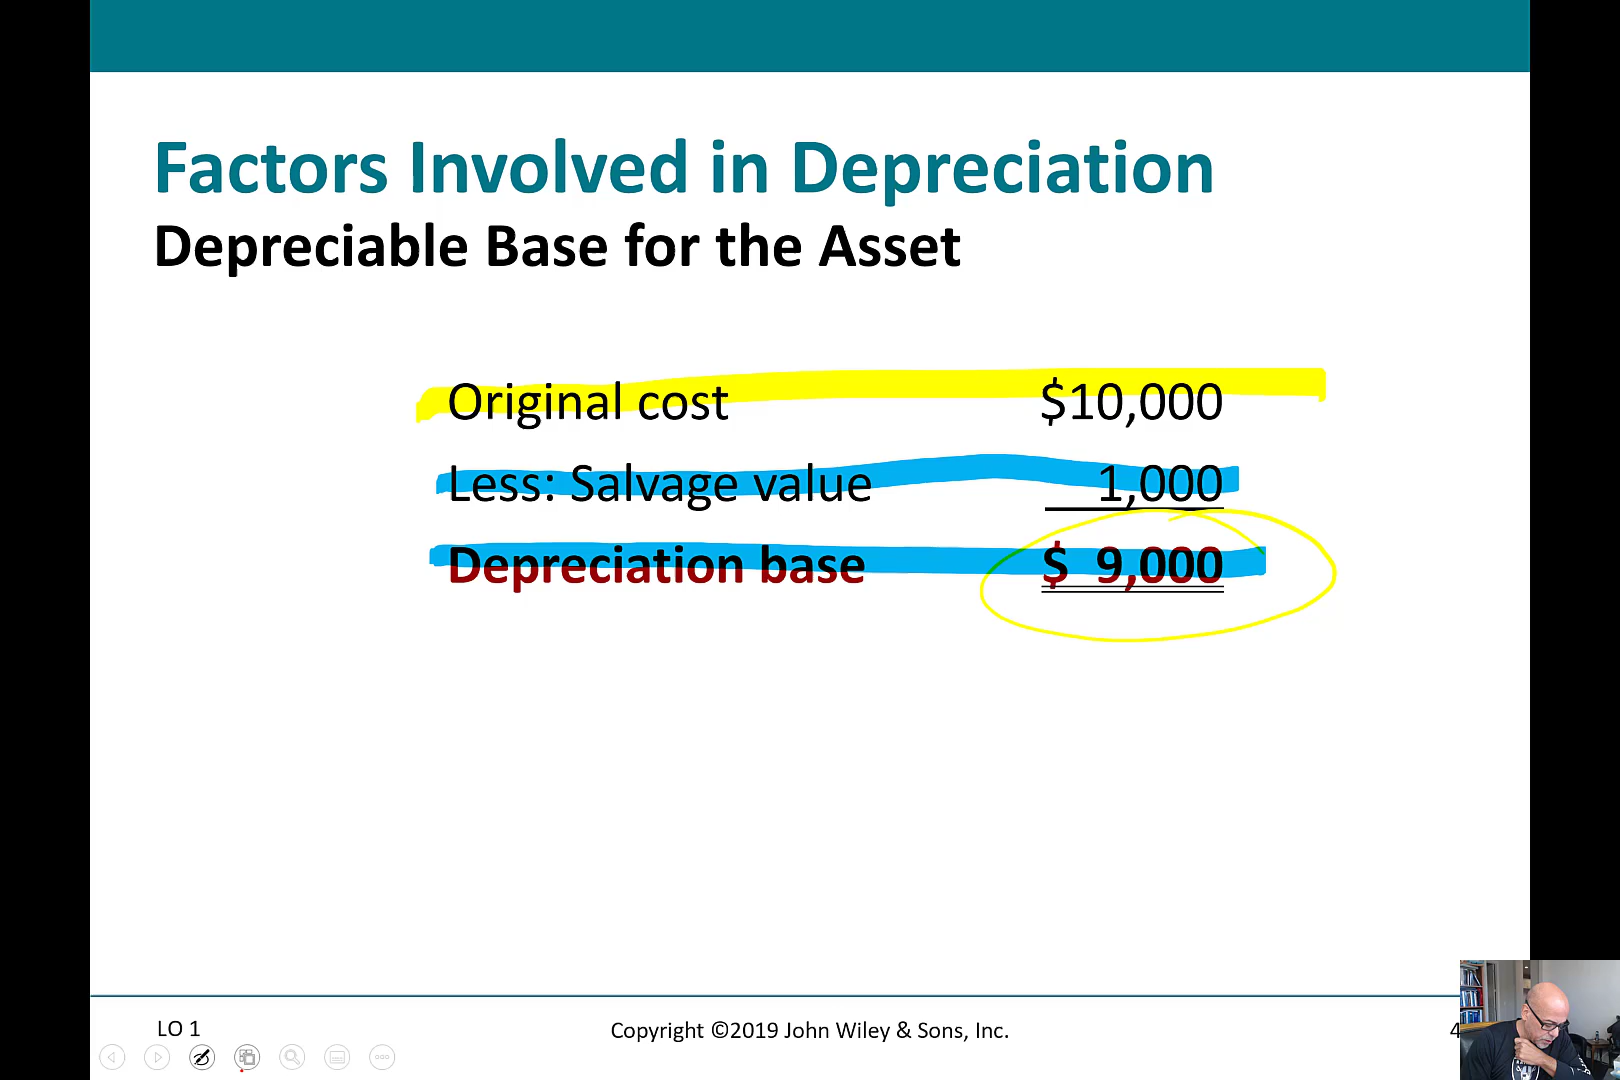 Factors Involved in Depreciation
Depreciable Base for the Asset
Original cost $10,000
Less: Salvage value 1,000
Depreciation base $ 9,000
LO 1
Copyright ©2019 John Wiley & Sons, Inc.
4